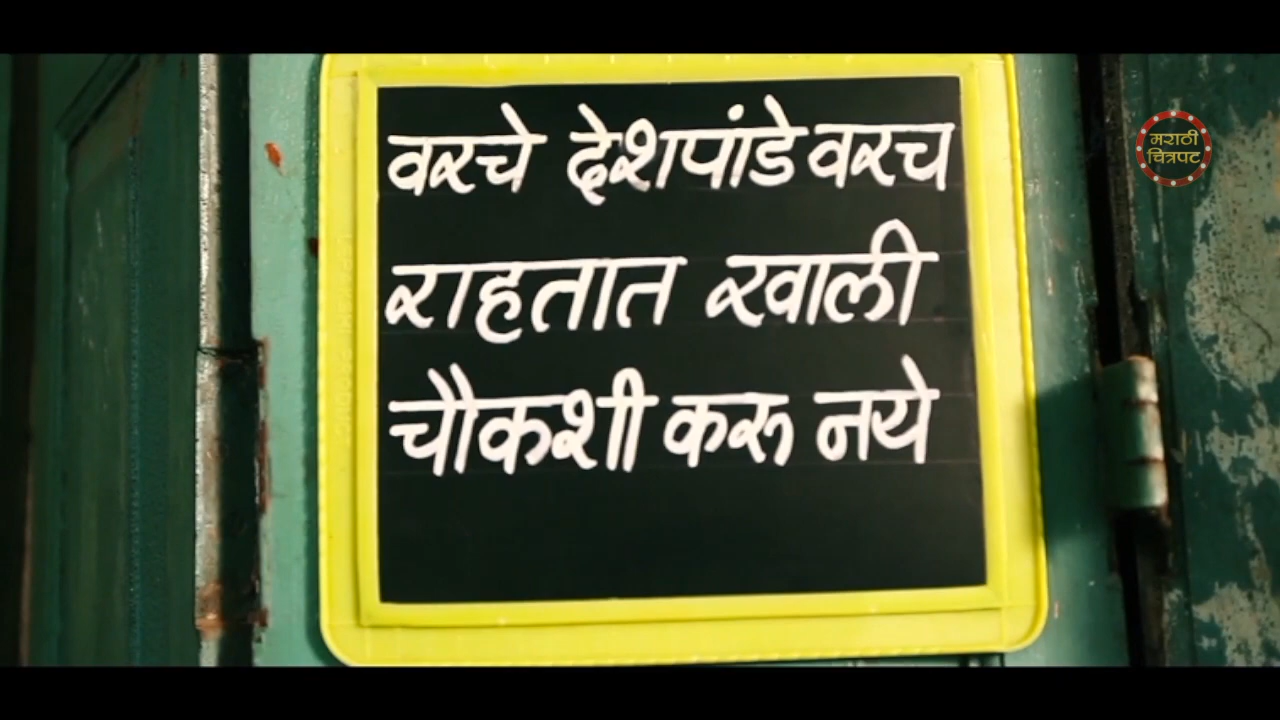 वरचे देशपांडे वरच
राहतात खाली
चौकशी करू नये
मराठी
चित्रपट